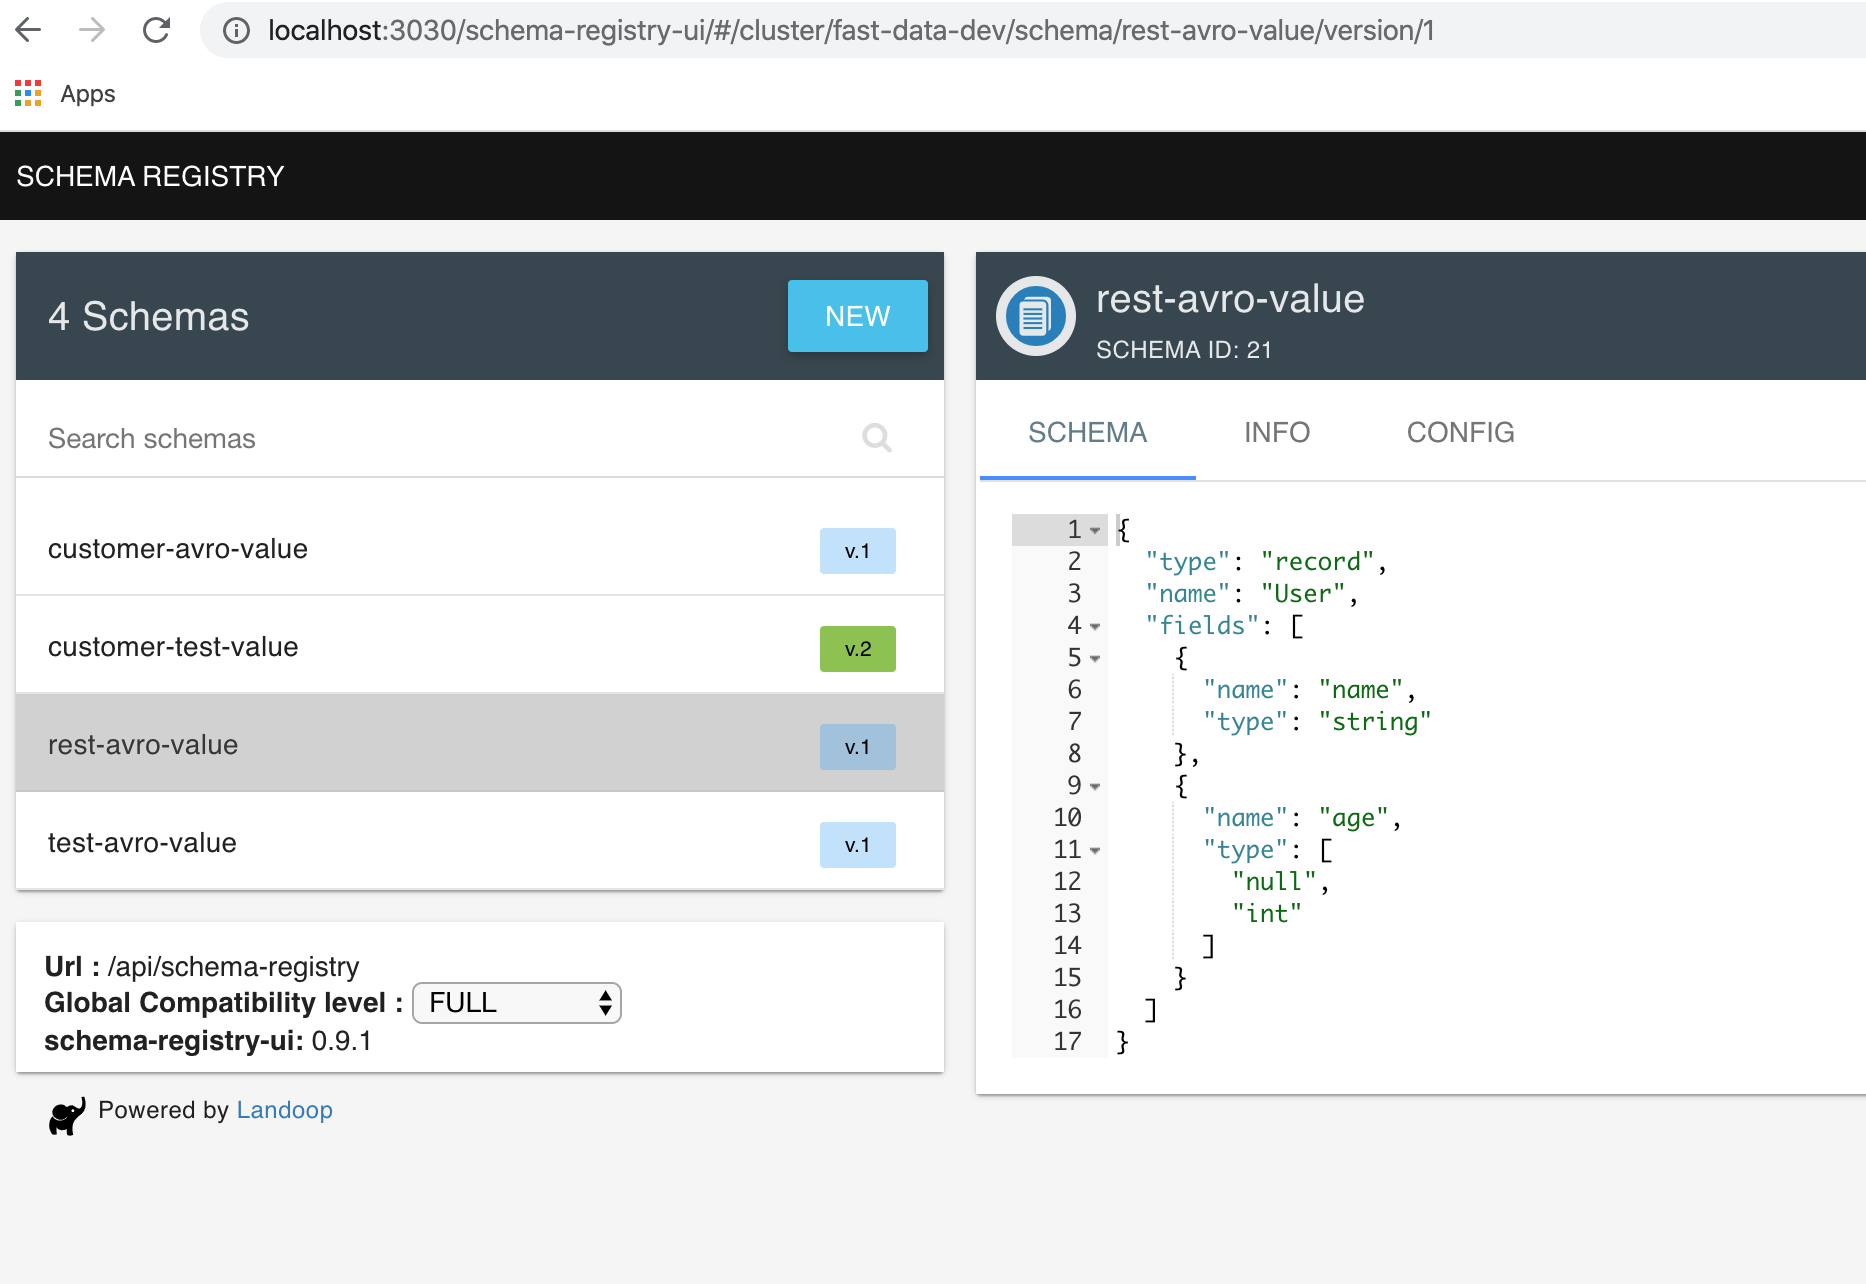 localhost:3030/schema-registry-ui/#/cluster/fast-data-dev/schema/rest-avro-value/version/1
Apps
SCHEMA REGISTRY
4 Schemas
NEW
Search schemas
customer-avro-value v.1
customer-test-value v.2
rest-avro-value v.1
test-avro-value v.1
Url : /api/schema-registry
Global Compatibility level : FULL
schema-registry-ui: 0.9.1
Powered by Landoop
rest-avro-value
SCHEMA ID: 21
SCHEMA INFO CONFIG
1 {
2   "type": "record",
3   "name": "User",
4   "fields": [
5     {
6       "name": "name",
7       "type": "string"
8     },
9     {
10       "name": "age",
11       "type": [
12         "null",
13         "int"
14       ]
15     }
16   ]
17 }